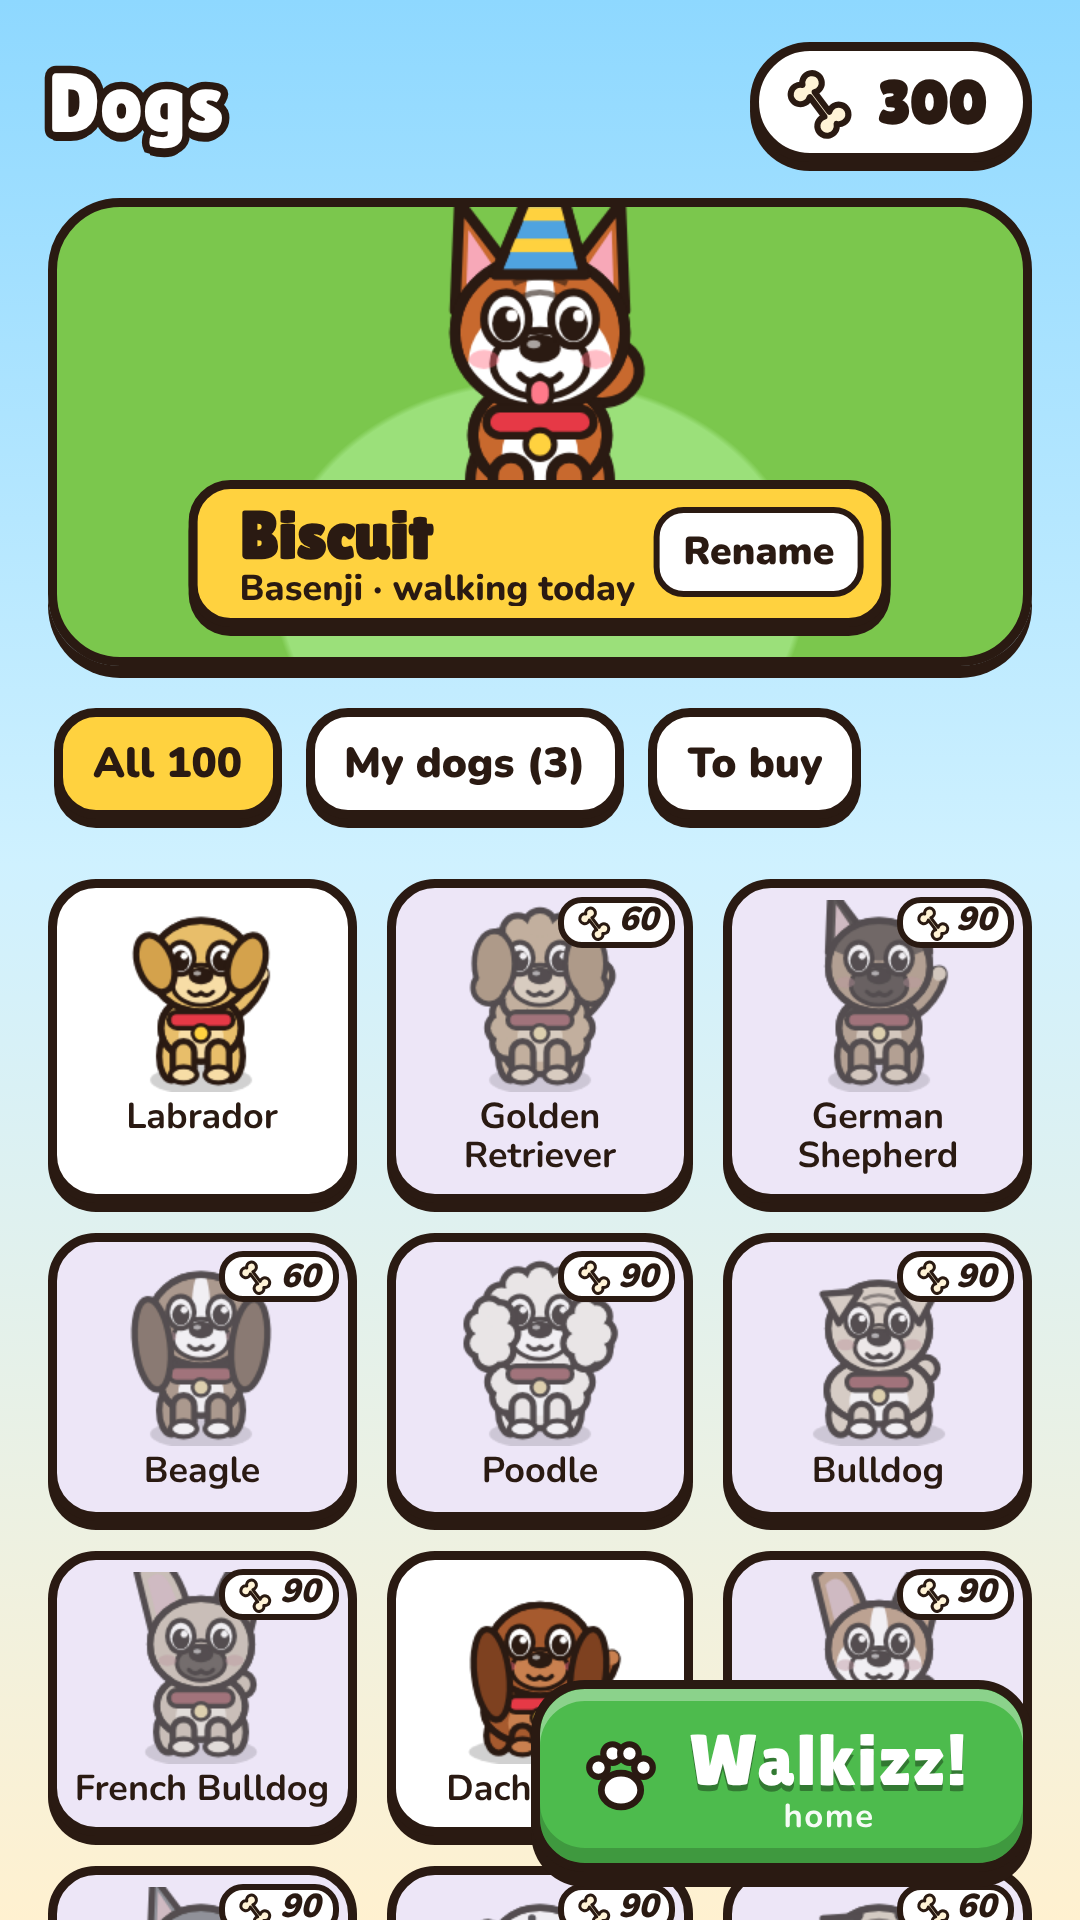 Dogs
300
Biscuit
Basenji · walking today
Rename
All 100
My dogs (3)
To buy
60
90
Labrador
Golden
Retriever
German
Shepherd
60
90
90
Beagle
Poodle
Bulldog
90
90
French Bulldog
Dach
Walkizz!
home
90
90
60